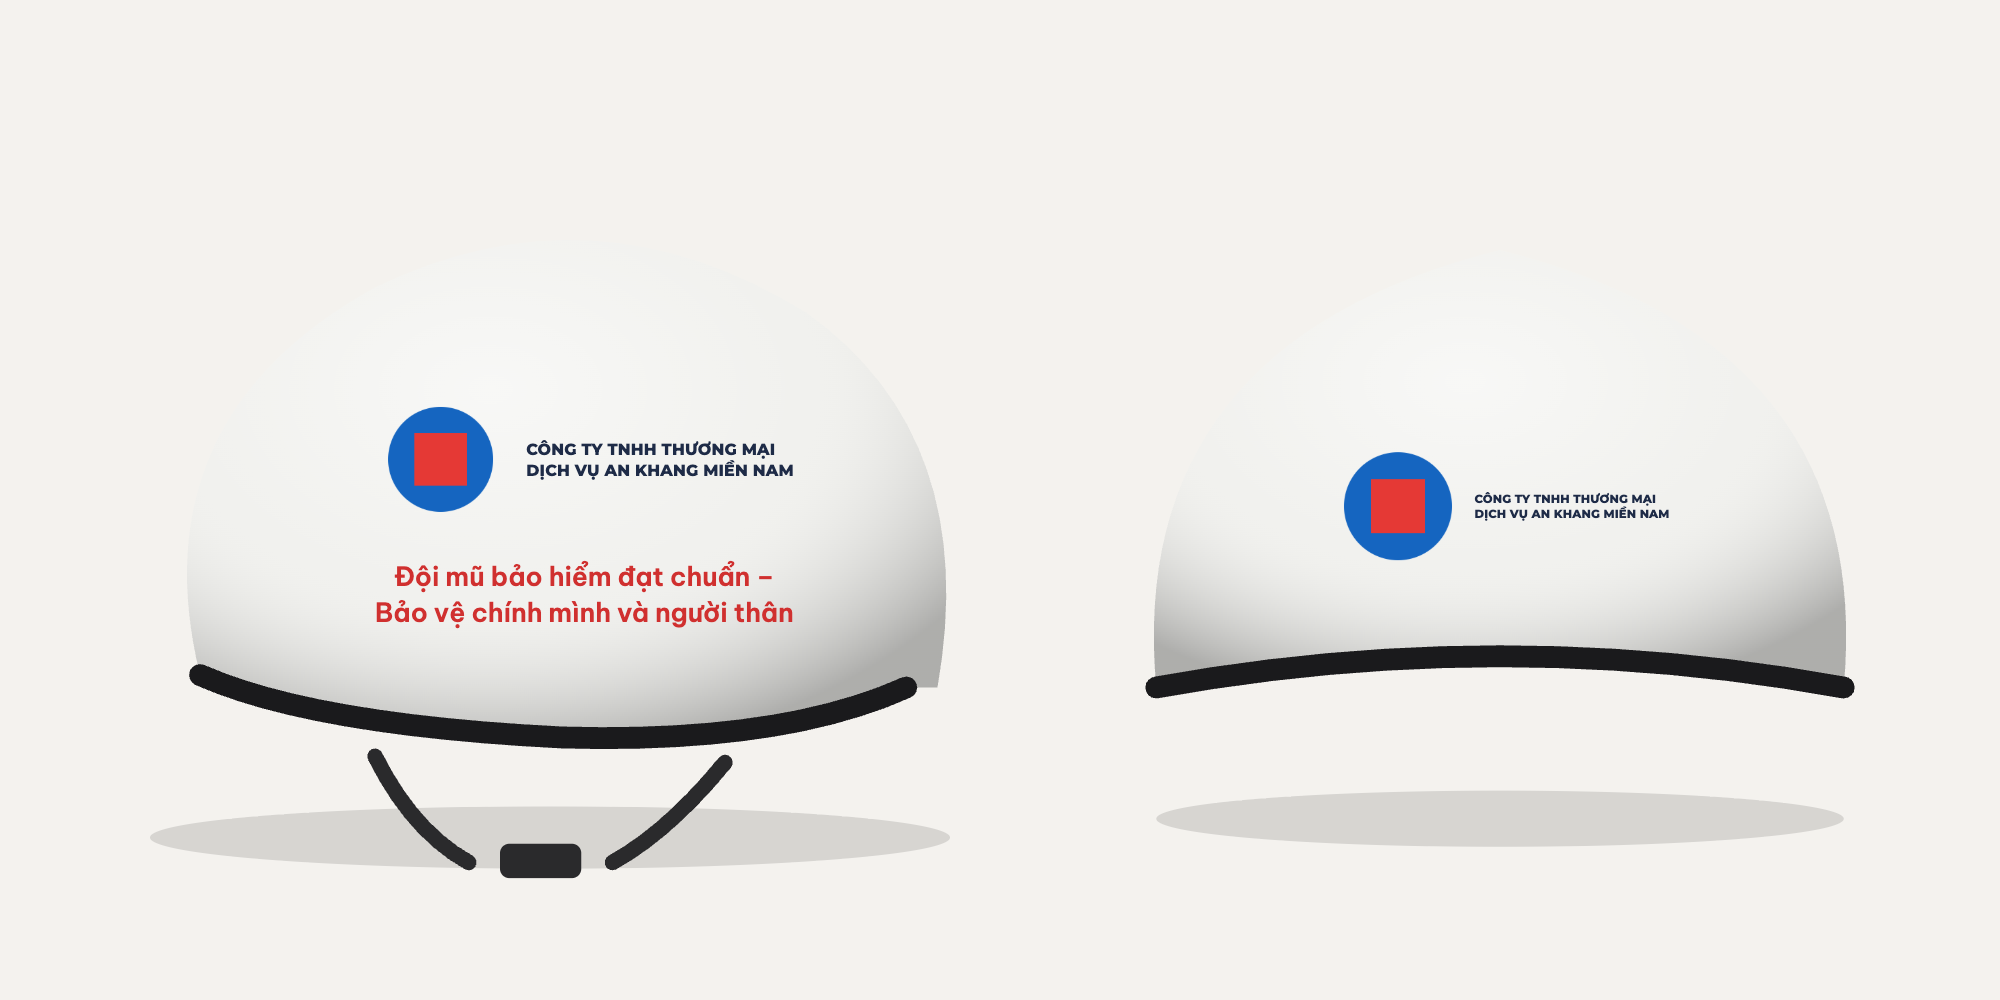 CÔNG TY TNHH THƯƠNG MẠI
DỊCH VỤ AN KHANG MIỀN NAM
Đội mũ bảo hiểm đạt chuẩn –
Bảo vệ chính mình và người thân
CÔNG TY TNHH THƯƠNG MẠI
DỊCH VỤ AN KHANG MIỀN NAM